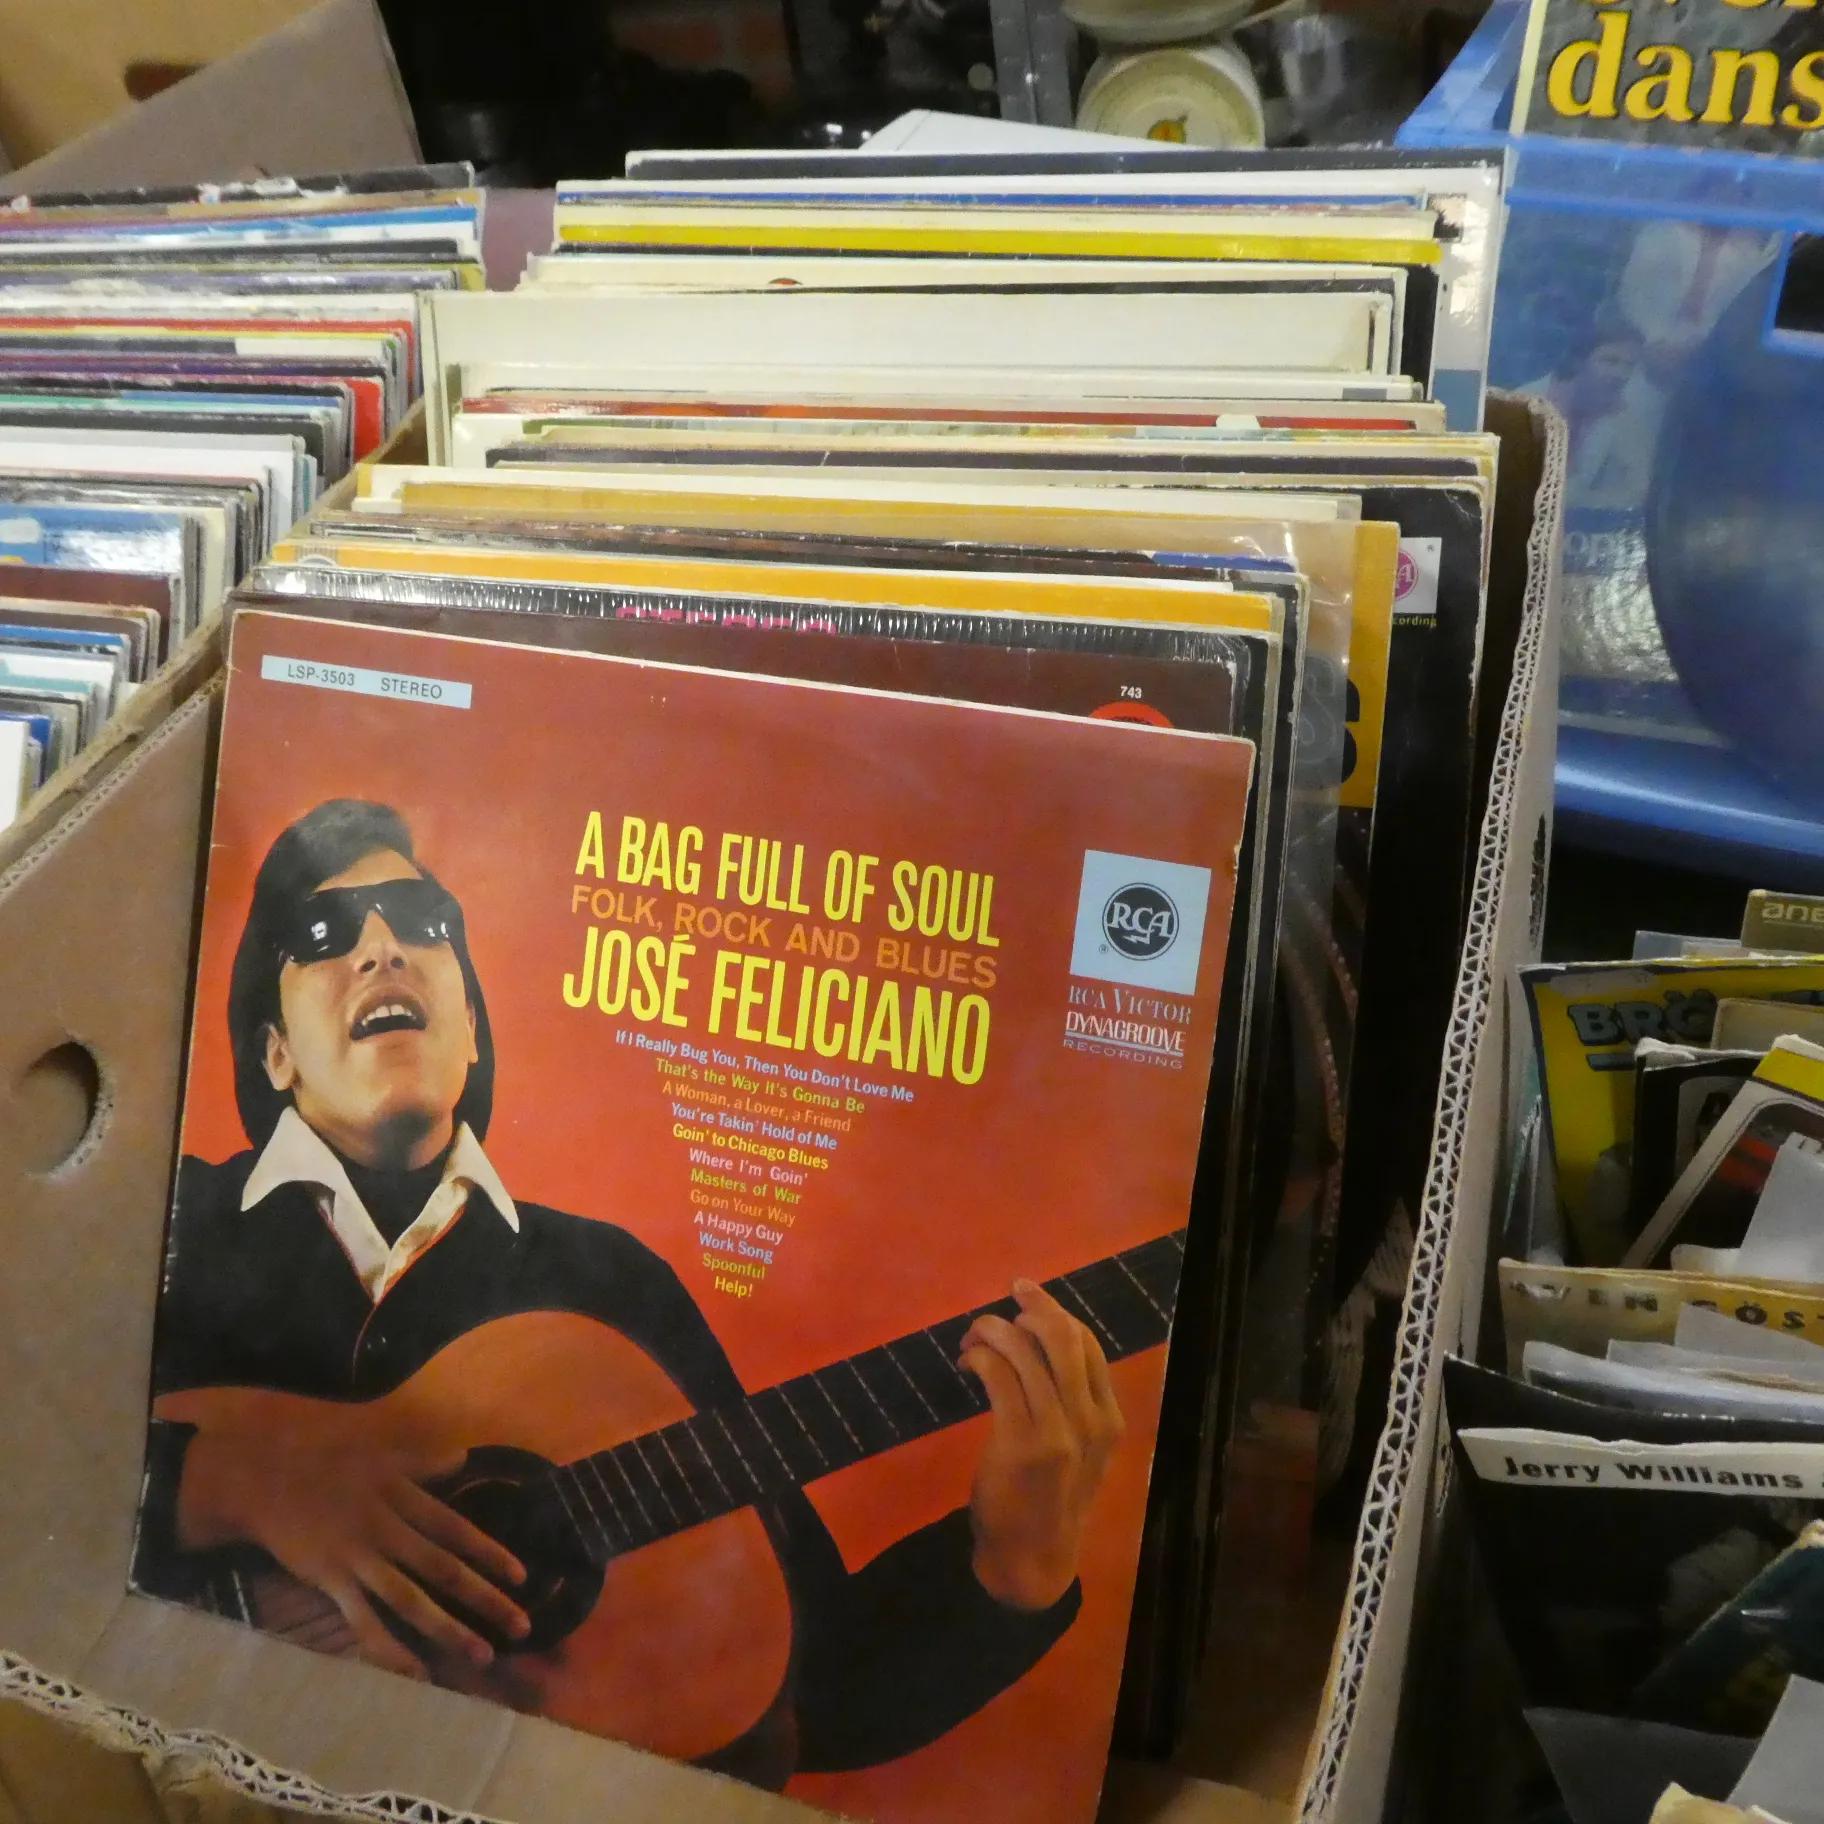 dans
LSP-3503 STEREO
743
A BAG FULL OF SOUL
FOLK, ROCK AND BLUES
JOSÉ FELICIANO
If I Really Bug You, Then You Don't Love Me
That's the Way It's Gonna Be
A Woman, a Lover, a Friend
You're Takin' Hold of Me
Goin' to Chicago Blues
Where I'm Goin'
Masters of War
Go on Your Way
A Happy Guy
Work Song
Spoonful
Help!
RCA
®
RCA VICTOR
DYNAGROOVE
RECORDING
cording
ane
BRÖ
Jerry Williams